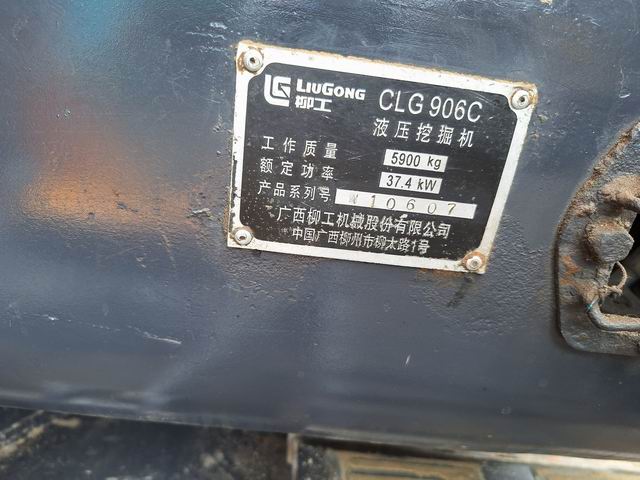 LIUGONG
柳工
CLG 906C
液压挖掘机
工作质量 5900 kg
额定功率 37.4 kW
产品系列号 10607
广西柳工机械股份有限公司
中国广西柳州市柳太路1号